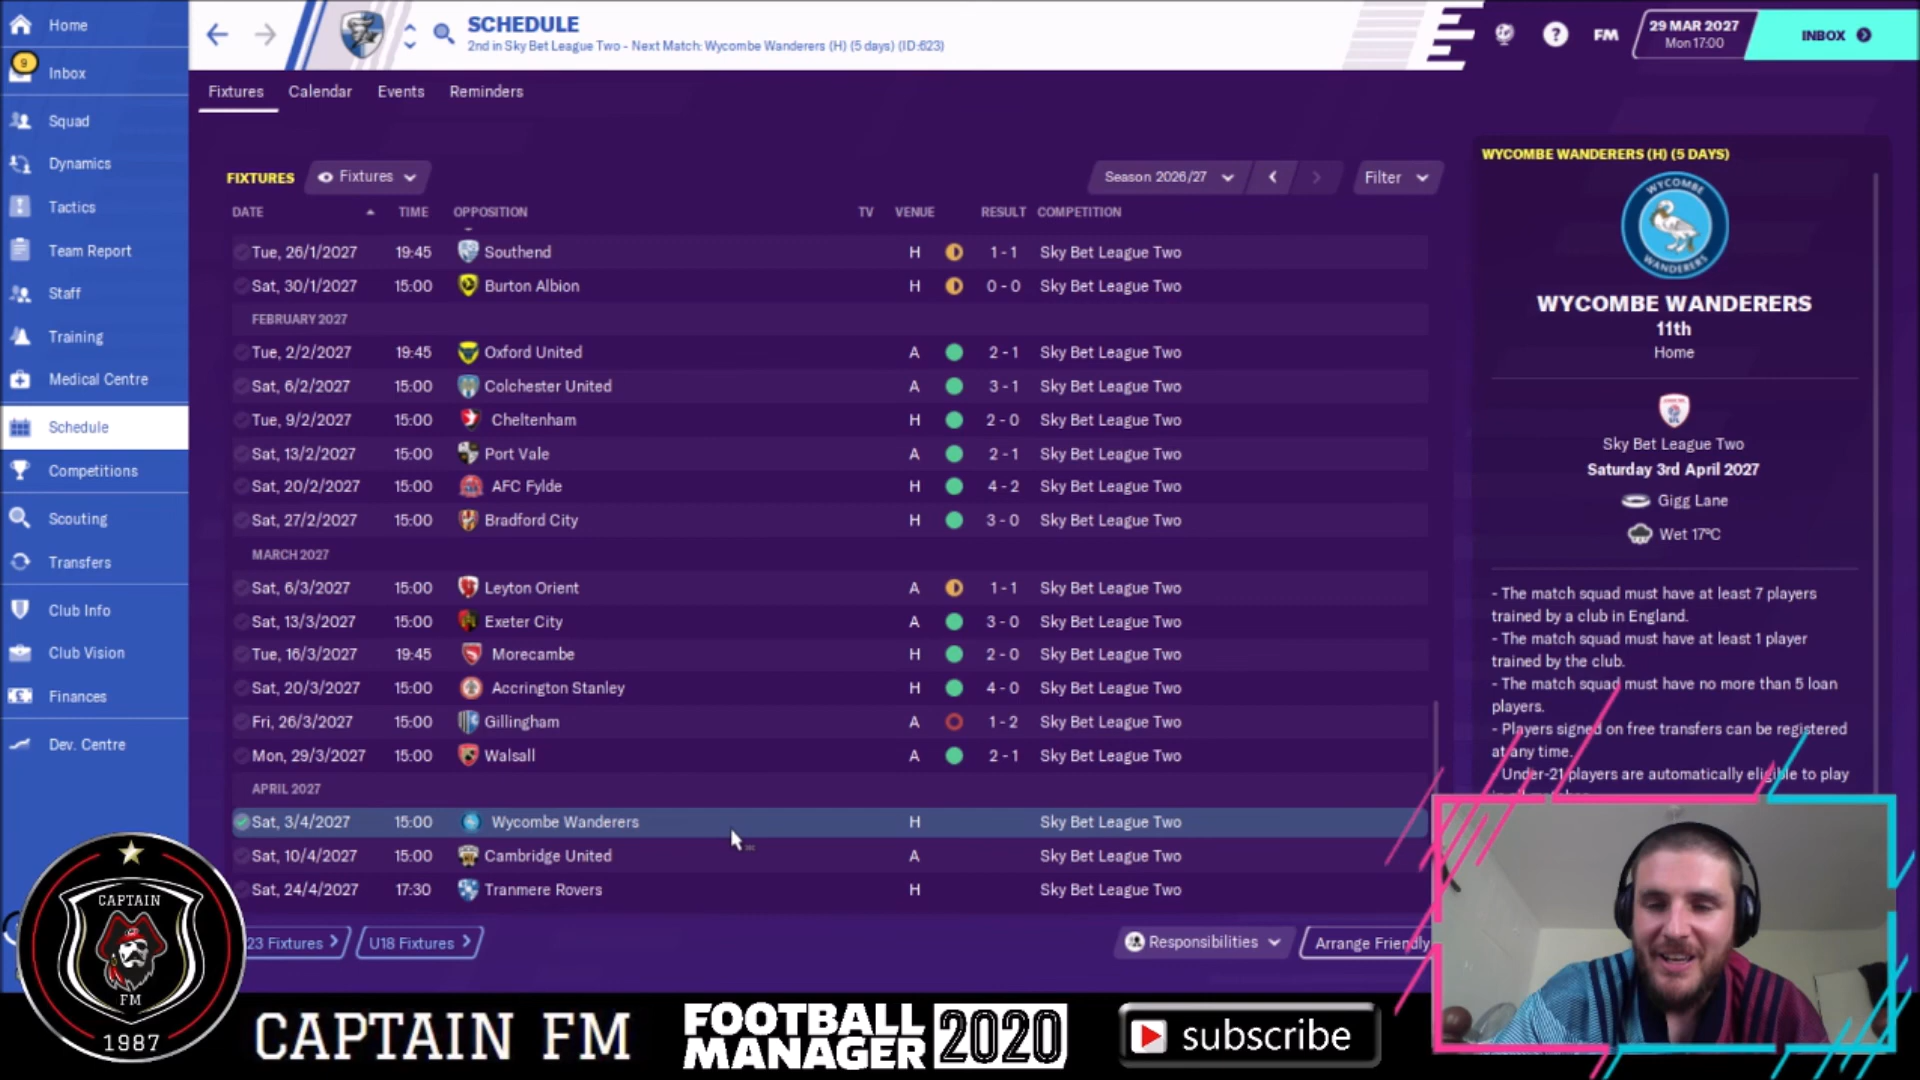 Home
Inbox
9
Squad
Dynamics
Tactics
Team Report
Staff
Training
Medical Centre
Schedule
Competitions
Scouting
Transfers
Club Info
Club Vision
Finances
Dev. Centre
SCHEDULE
2nd in Sky Bet League Two - Next Match: Wycombe Wanderers (H) (5 days) (ID:623)
? FM
29 MAR 2027
Mon 17:00
INBOX
Fixtures Calendar Events Reminders
FIXTURES Fixtures Season 2026/27 Filter
DATE TIME OPPOSITION TV VENUE RESULT COMPETITION
Tue, 26/1/2027 19:45 Southend H 1 - 1 Sky Bet League Two
Sat, 30/1/2027 15:00 Burton Albion H 0 - 0 Sky Bet League Two
FEBRUARY 2027
Tue, 2/2/2027 19:45 Oxford United A 2 - 1 Sky Bet League Two
Sat, 6/2/2027 15:00 Colchester United A 3 - 1 Sky Bet League Two
Tue, 9/2/2027 15:00 Cheltenham H 2 - 0 Sky Bet League Two
Sat, 13/2/2027 15:00 Port Vale A 2 - 1 Sky Bet League Two
Sat, 20/2/2027 15:00 AFC Fylde H 4 - 2 Sky Bet League Two
Sat, 27/2/2027 15:00 Bradford City H 3 - 0 Sky Bet League Two
MARCH 2027
Sat, 6/3/2027 15:00 Leyton Orient A 1 - 1 Sky Bet League Two
Sat, 13/3/2027 15:00 Exeter City A 3 - 0 Sky Bet League Two
Tue, 16/3/2027 19:45 Morecambe H 2 - 0 Sky Bet League Two
Sat, 20/3/2027 15:00 Accrington Stanley H 4 - 0 Sky Bet League Two
Fri, 26/3/2027 15:00 Gillingham A 1 - 2 Sky Bet League Two
Mon, 29/3/2027 15:00 Walsall A 2 - 1 Sky Bet League Two
APRIL 2027
Sat, 3/4/2027 15:00 Wycombe Wanderers H Sky Bet League Two
Sat, 10/4/2027 15:00 Cambridge United A Sky Bet League Two
Sat, 24/4/2027 17:30 Tranmere Rovers H Sky Bet League Two
23 Fixtures U18 Fixtures Responsibilities Arrange Friendly
WYCOMBE WANDERERS (H) (5 DAYS)
WYCOMBE
WANDERERS
WYCOMBE WANDERERS
11th
Home
Sky Bet League Two
Saturday 3rd April 2027
Gigg Lane
Wet 17°C
- The match squad must have at least 7 players
trained by a club in England.
- The match squad must have at least 1 player
trained by the club.
- The match squad must have no more than 5 loan
players.
- Players signed on free transfers can be registered
at any time.
- Under-21 players are automatically eligible to play
CAPTAIN
FM
1987
CAPTAIN FM
FOOTBALL
MANAGER 2020
subscribe